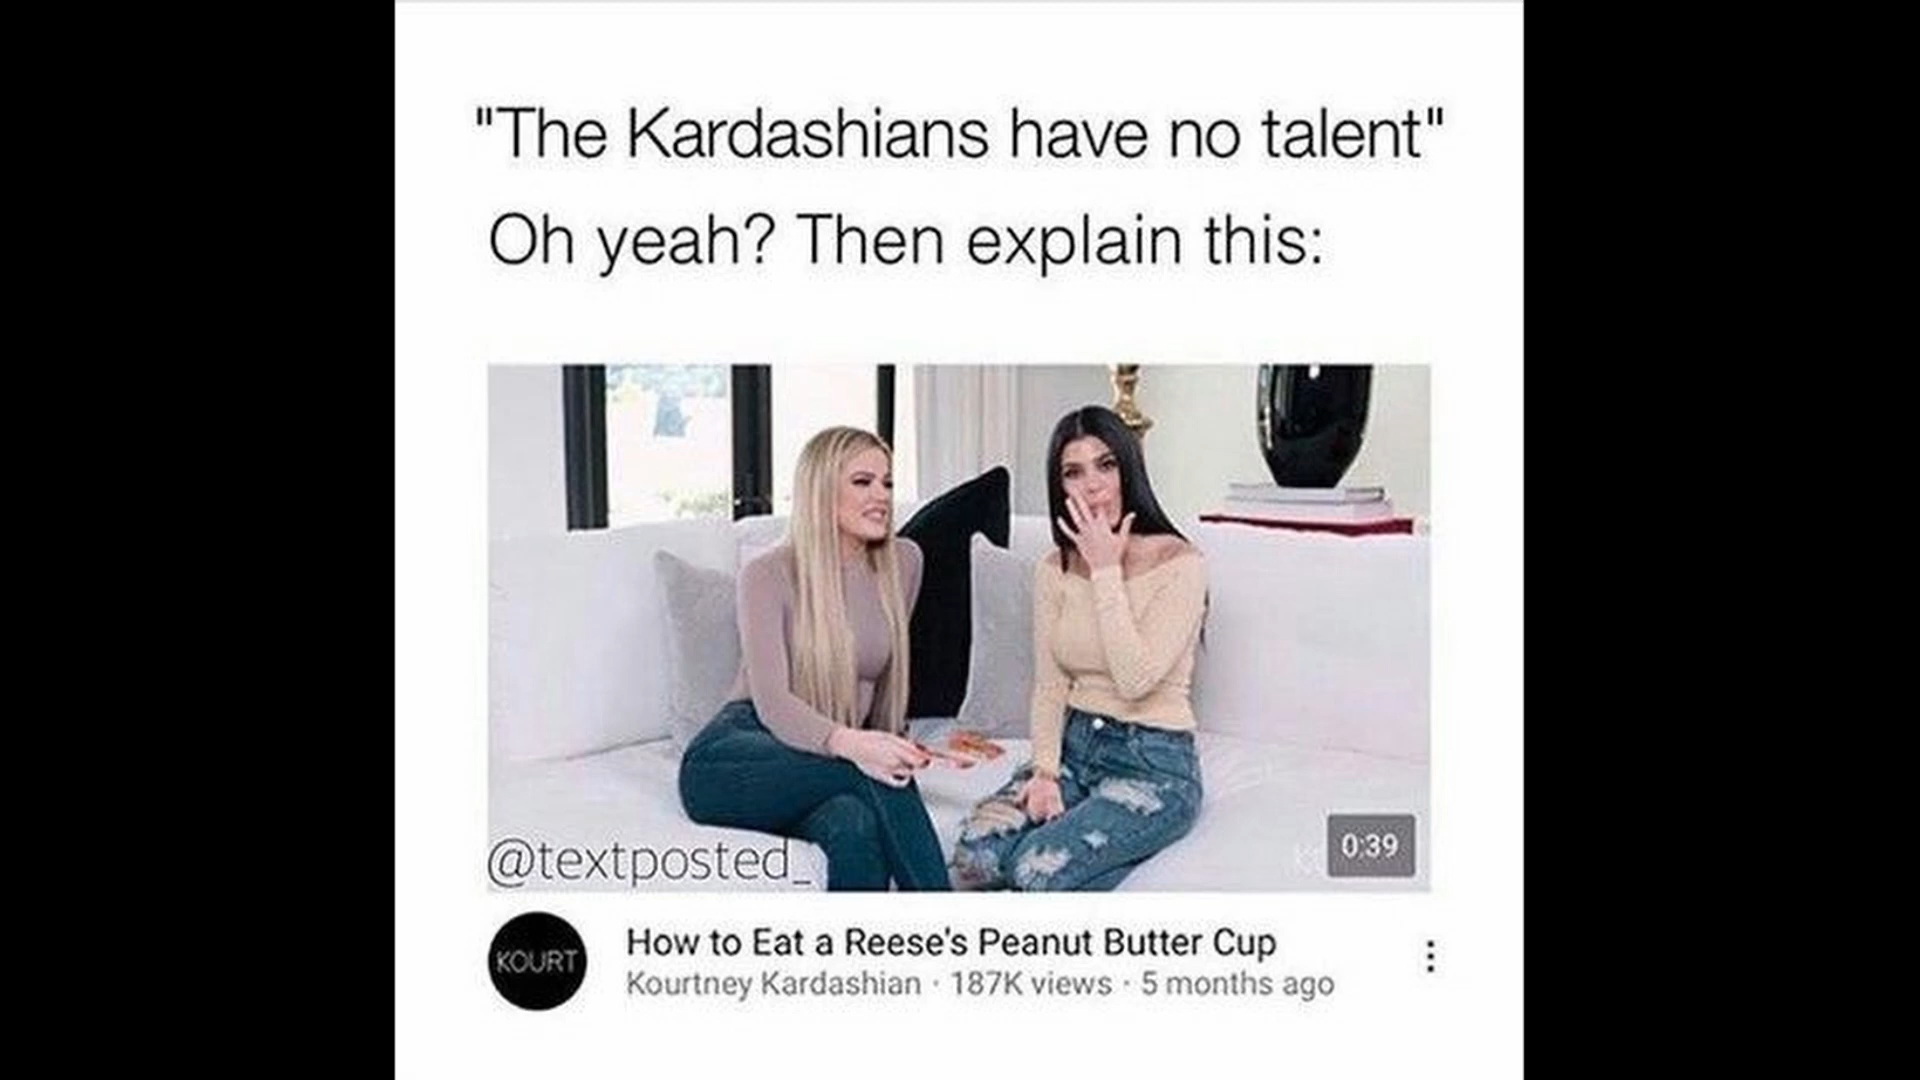 "The Kardashians have no talent"
Oh yeah? Then explain this:
@textposted_
0:39
KOURT
How to Eat a Reese's Peanut Butter Cup
Kourtney Kardashian · 187K views · 5 months ago